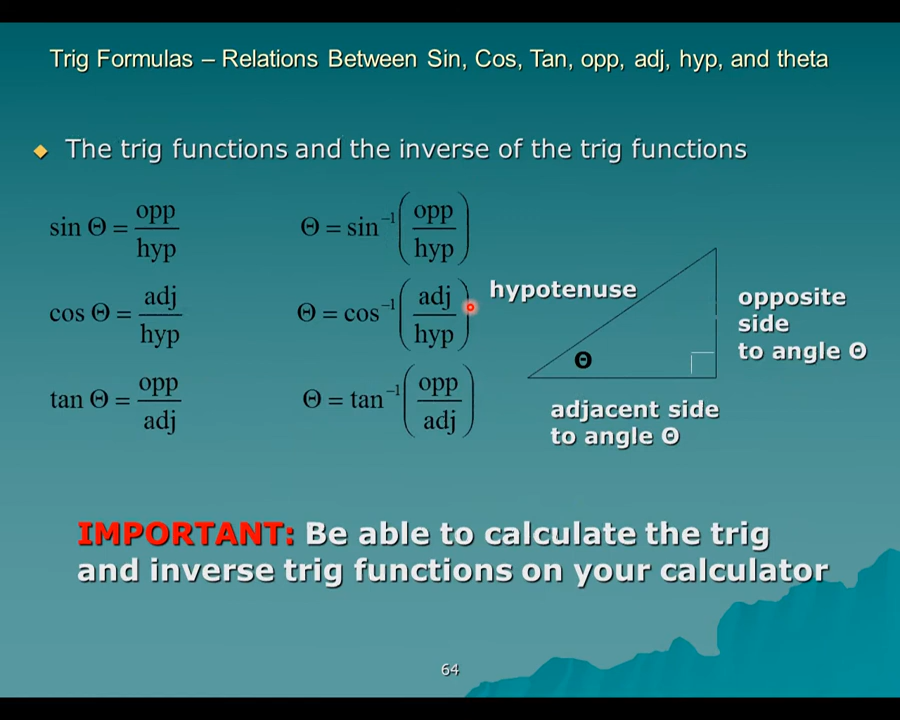 Trig Formulas – Relations Between Sin, Cos, Tan, opp, adj, hyp, and theta
The trig functions and the inverse of the trig functions
sin Θ = opp/hyp
Θ = sin⁻¹(opp/hyp)
cos Θ = adj/hyp
Θ = cos⁻¹(adj/hyp)
tan Θ = opp/adj
Θ = tan⁻¹(opp/adj)
hypotenuse
opposite
side
to angle Θ
Θ
adjacent side
to angle Θ
IMPORTANT: Be able to calculate the trig
and inverse trig functions on your calculator
64